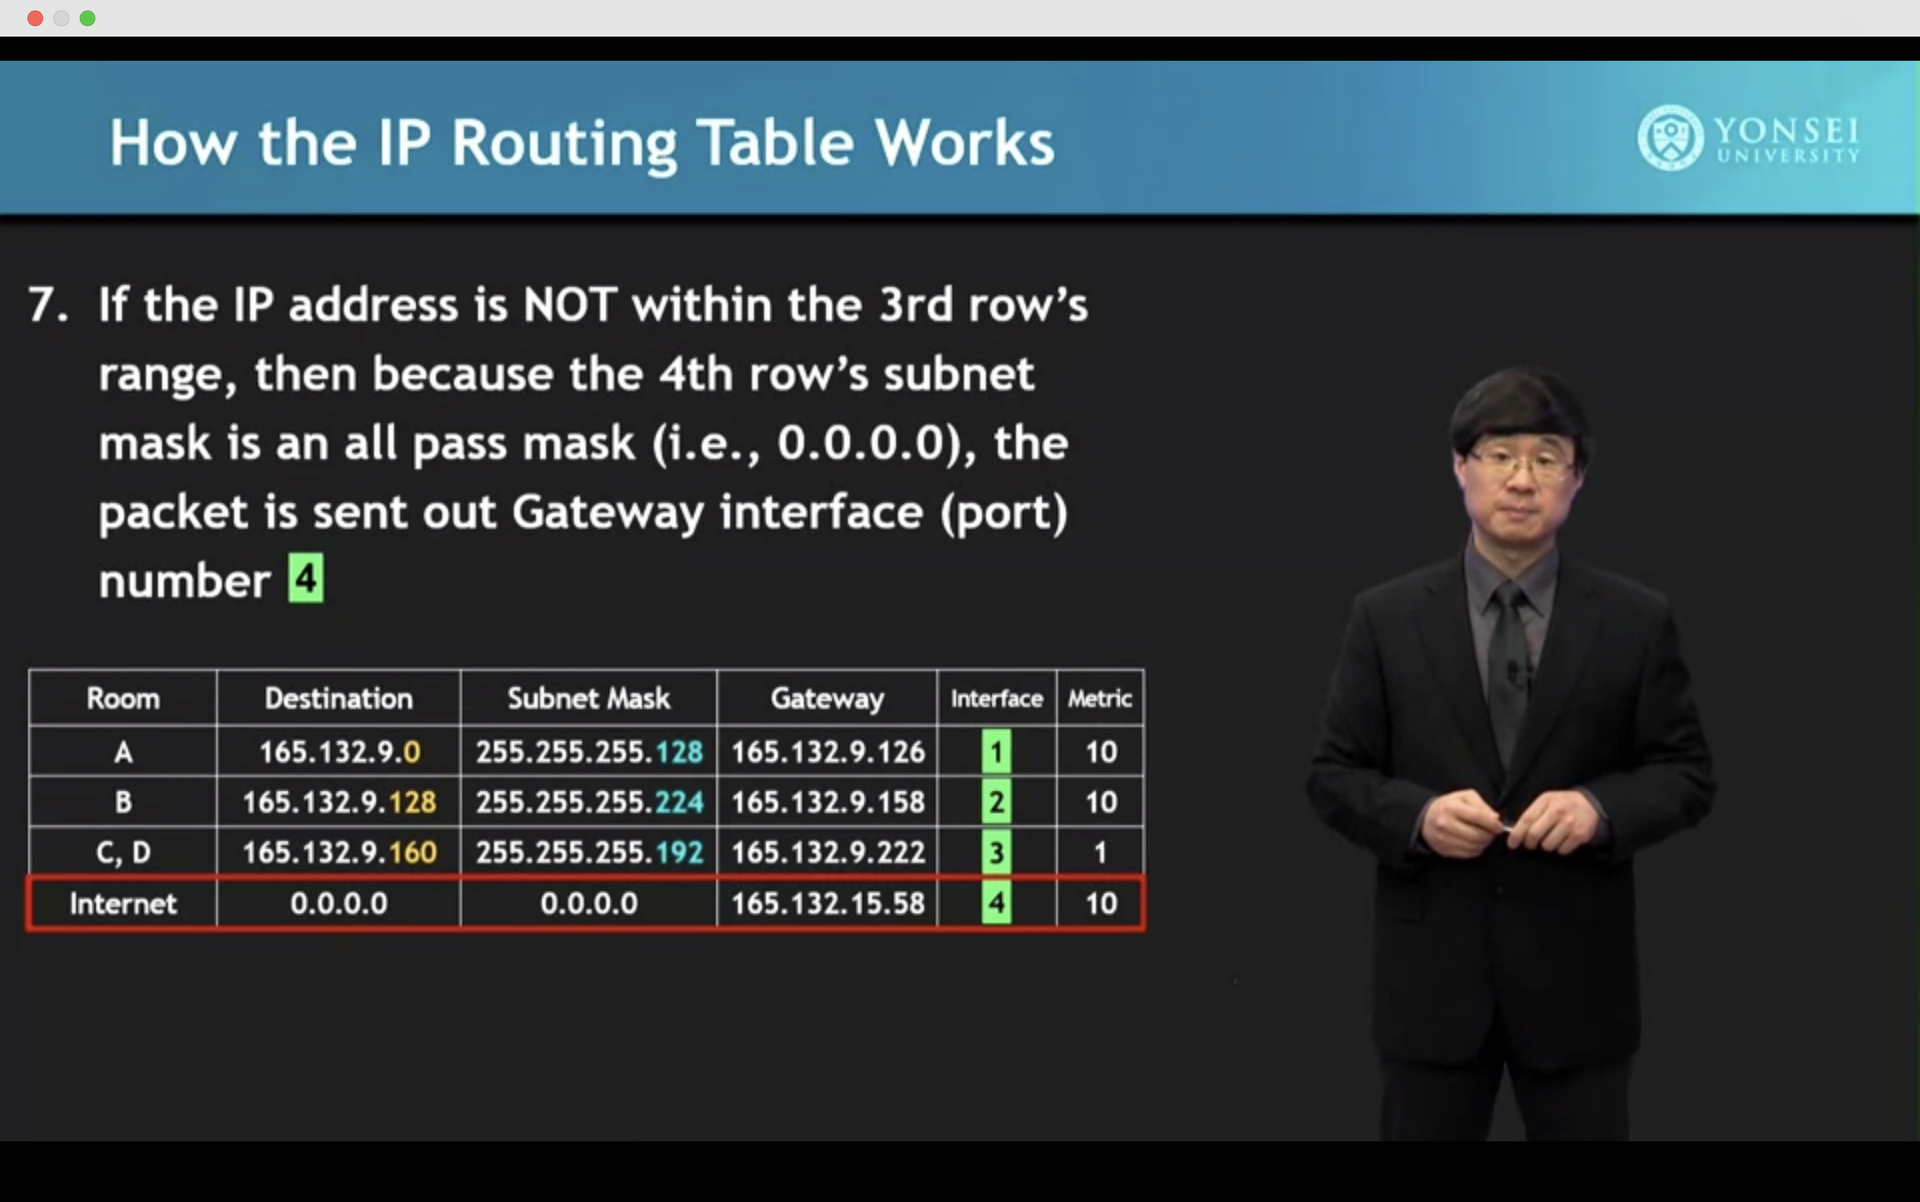 How the IP Routing Table Works
YONSEI
UNIVERSITY
7. If the IP address is NOT within the 3rd row's
range, then because the 4th row's subnet
mask is an all pass mask (i.e., 0.0.0.0), the
packet is sent out Gateway interface (port)
number 4
Room Destination Subnet Mask Gateway Interface Metric
A 165.132.9.0 255.255.255.128 165.132.9.126 1 10
B 165.132.9.128 255.255.255.224 165.132.9.158 2 10
C, D 165.132.9.160 255.255.255.192 165.132.9.222 3 1
Internet 0.0.0.0 0.0.0.0 165.132.15.58 4 10